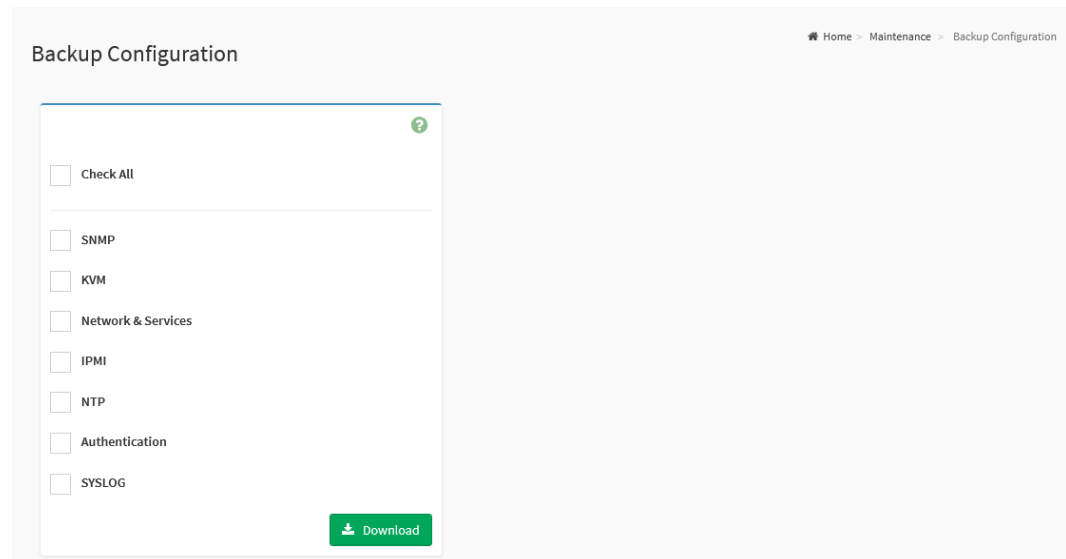 Home > Maintenance > Backup Configuration
Backup Configuration
?
Check All
SNMP
KVM
Network & Services
IPMI
NTP
Authentication
SYSLOG
Download